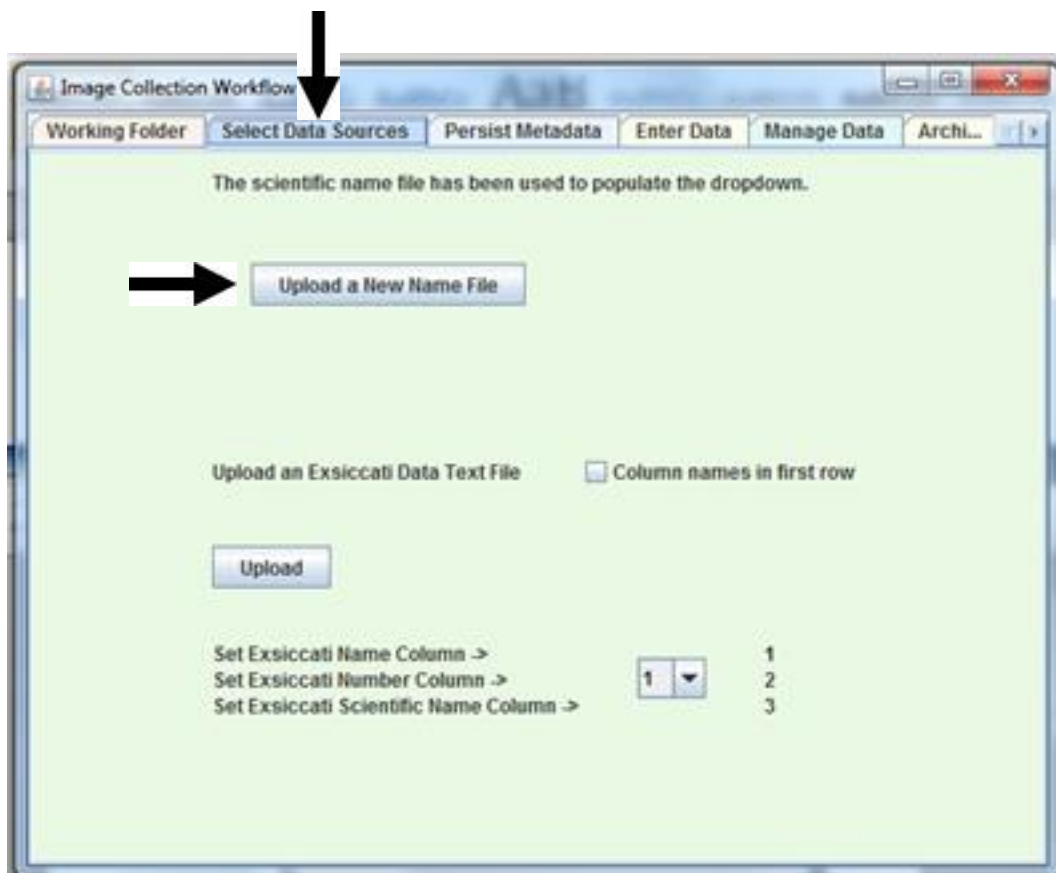 Image Collection Workflow
Working Folder Select Data Sources Persist Metadata Enter Data Manage Data Archi...
The scientific name file has been used to populate the dropdown.
Upload a New Name File
Upload an Exsiccati Data Text File Column names in first row
Upload
Set Exsiccati Name Column -> 1
Set Exsiccati Number Column -> 1 2
Set Exsiccati Scientific Name Column -> 3